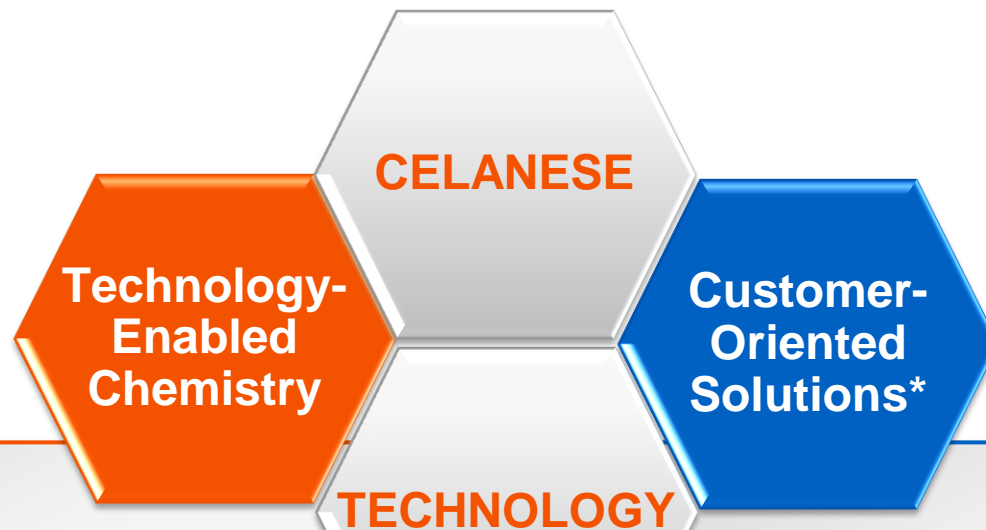 CELANESE
Technology-
Enabled
Chemistry
Customer-
Oriented
Solutions*
TECHNOLOGY